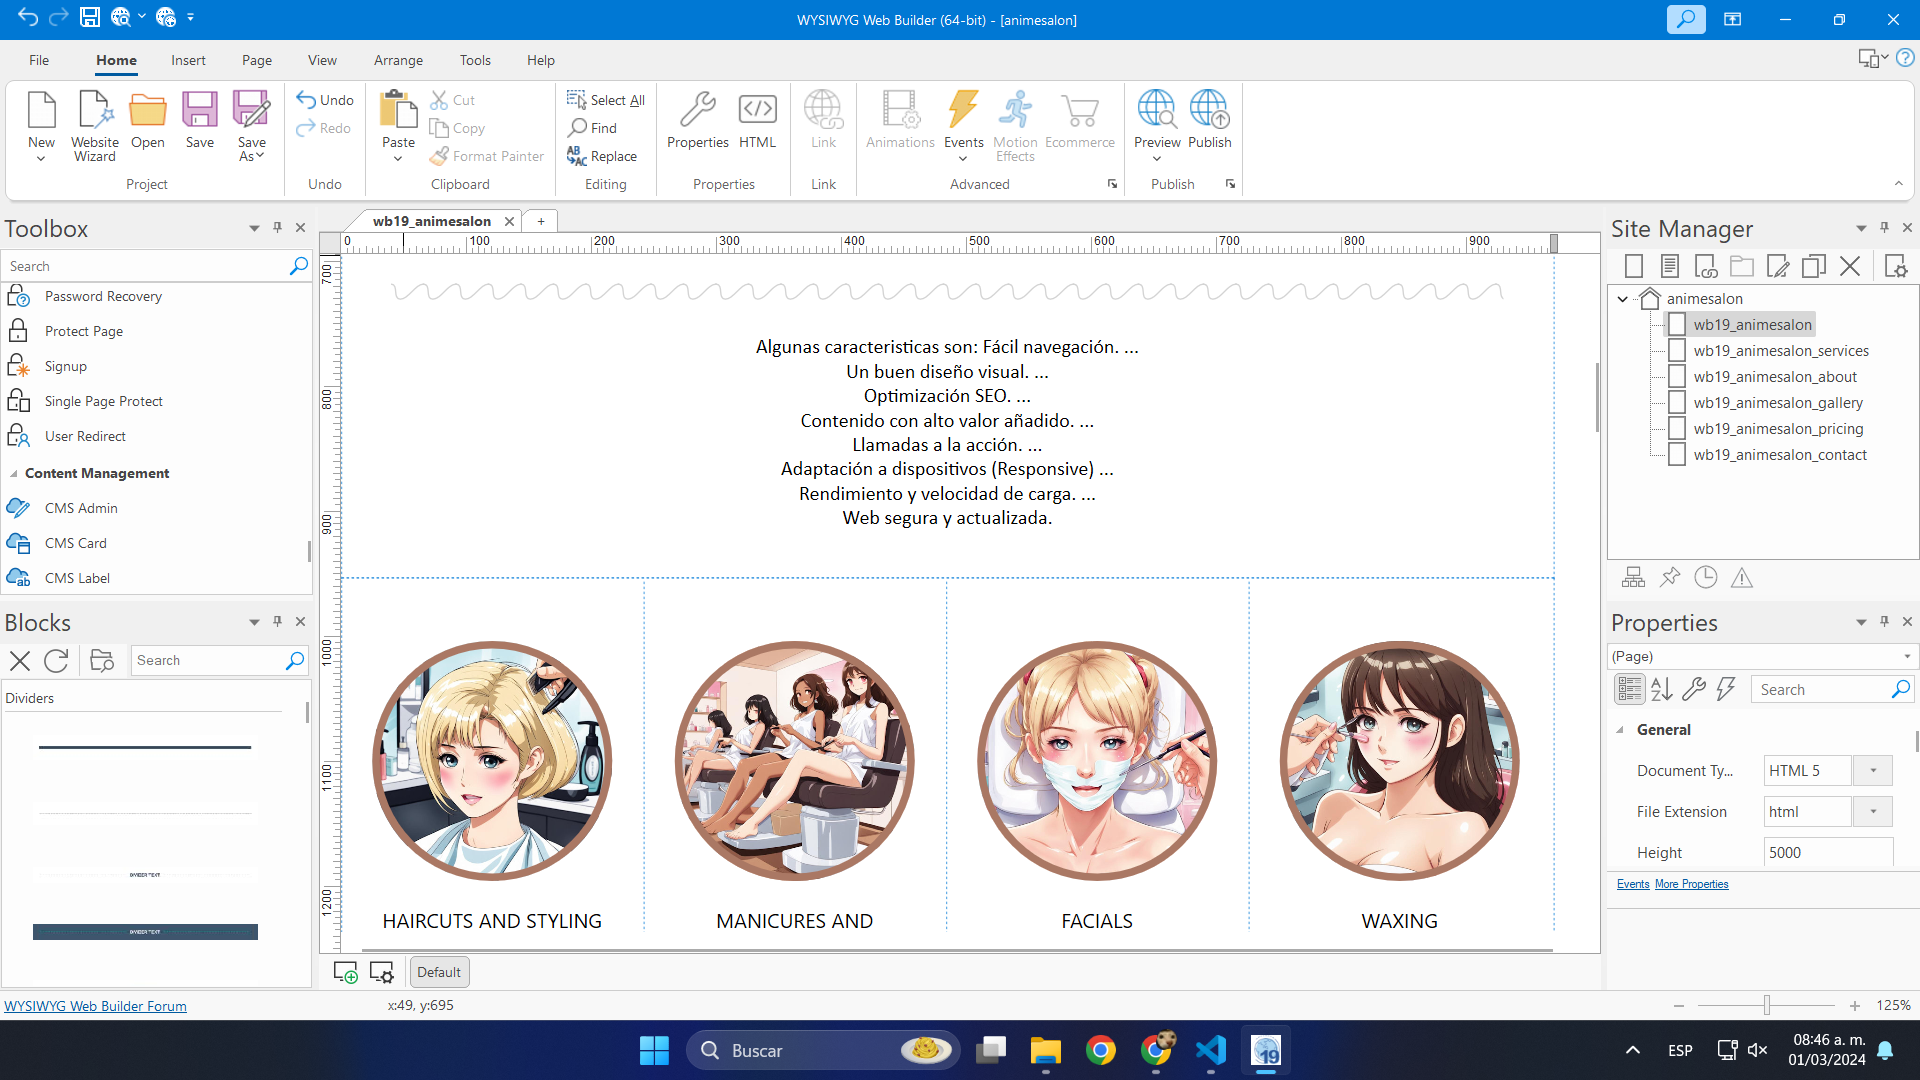 WYSIWYG Web Builder (64-bit) - [animesalon]
File Home Insert Page View Arrange Tools Help
New
Website Wizard
Open
Save
Save As
Project
Undo
Redo
Undo
Paste
Cut
Copy
Format Painter
Clipboard
Select All
Find
Replace
Editing
Properties
HTML
Properties
Link
Link
Animations
Events
Motion Effects
Ecommerce
Advanced
Preview
Publish
Publish
Toolbox
Search
Password Recovery
Protect Page
Signup
Single Page Protect
User Redirect
Content Management
CMS Admin
CMS Card
CMS Label
Blocks
Search
Dividers
DIVIDER TEXT
DIVIDER TEXT
WYSIWYG Web Builder Forum
wb19_animesalon
+
0 100 200 300 400 500 600 700 800 900
700
800
900
1000
1100
1200
Algunas caracteristicas son: Fácil navegación. ...
Un buen diseño visual. ...
Optimización SEO. ...
Contenido con alto valor añadido. ...
Llamadas a la acción. ...
Adaptación a dispositivos (Responsive) ...
Rendimiento y velocidad de carga. ...
Web segura y actualizada.
HAIRCUTS AND STYLING
MANICURES AND
FACIALS
WAXING
Default
x:49, y:695
Site Manager
animesalon
wb19_animesalon
wb19_animesalon_services
wb19_animesalon_about
wb19_animesalon_gallery
wb19_animesalon_pricing
wb19_animesalon_contact
Properties
(Page)
Search
General
Document Ty... HTML 5
File Extension html
Height 5000
Events More Properties
125%
Buscar
19
ESP
08:46 a. m.
01/03/2024